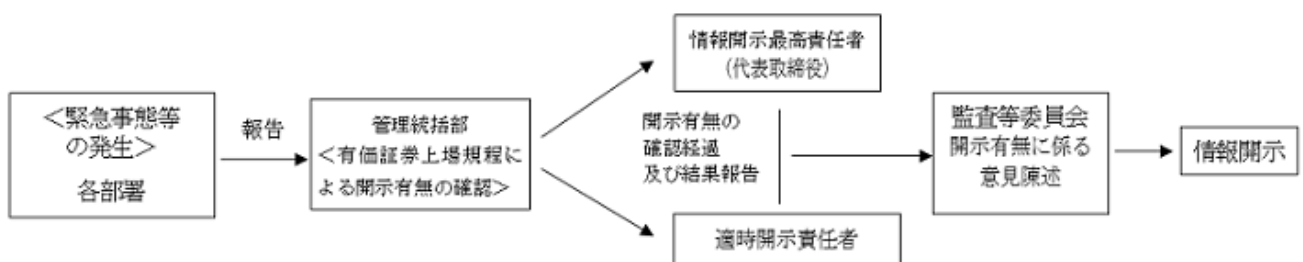 ＜緊急事態等
の発生＞
各部署
報告
管理統括部
＜有価証券上場規程に
よる開示有無の確認＞
情報開示最高責任者
（代表取締役）
開示有無の
確認経過
及び結果報告
適時開示責任者
監査等委員会
開示有無に係る
意見陳述
情報開示